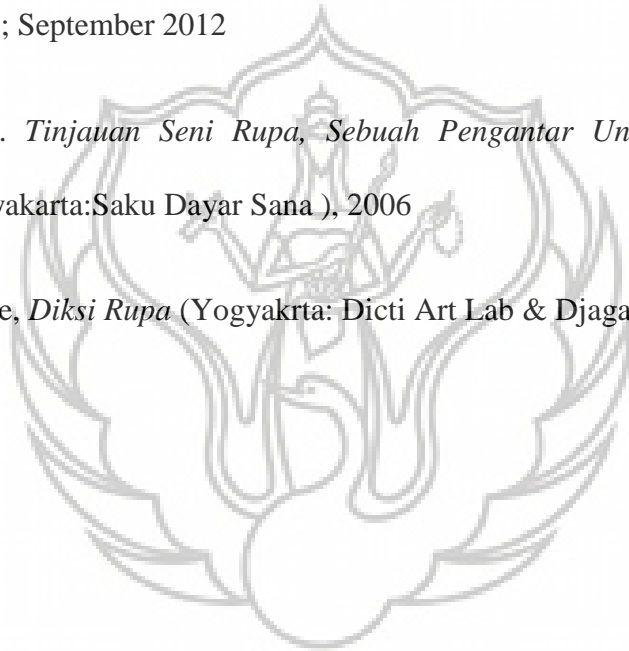 ; September 2012
. Tinjauan Seni Rupa, Sebuah Pengantar Un
yakarta:Saku Dayar Sana ), 2006
e, Diksi Rupa (Yogyakrta: Dicti Art Lab & Djaga